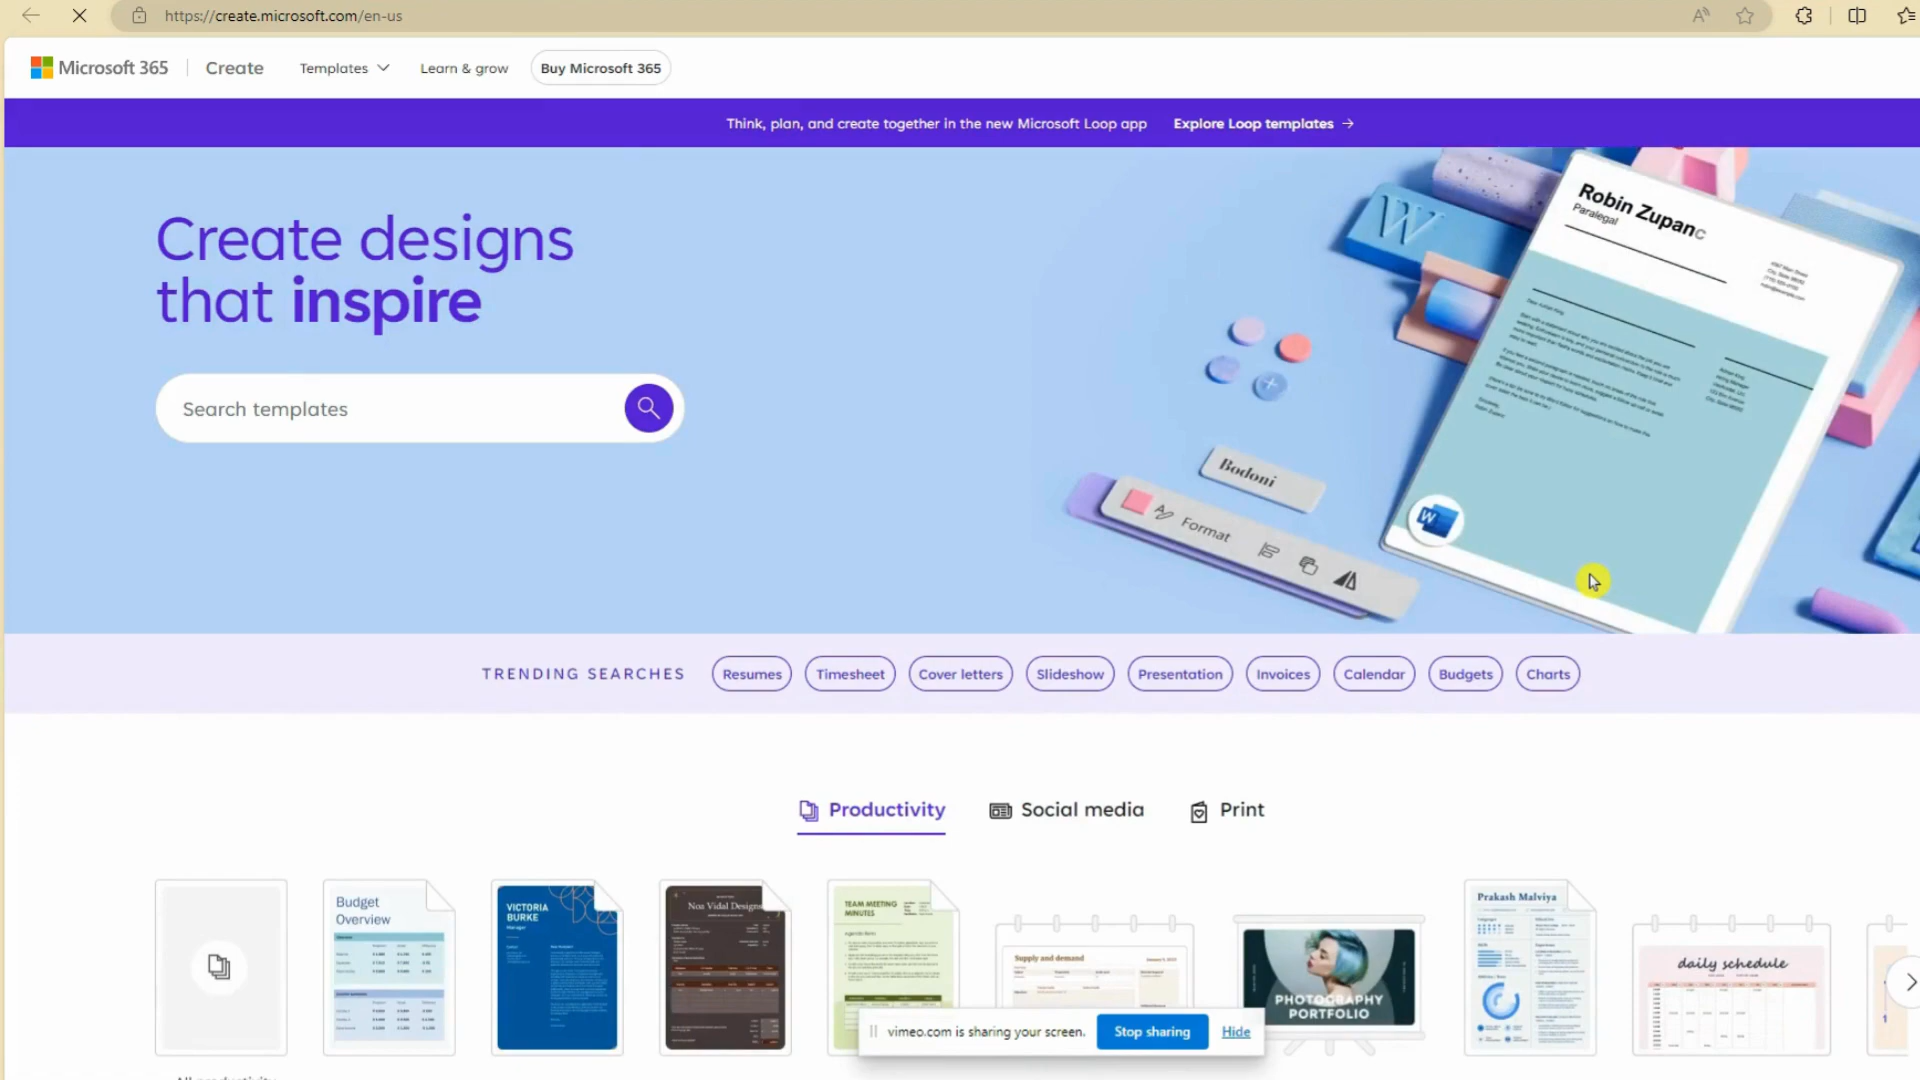 https://create.microsoft.com/en-us
Microsoft 365
Create
Templates
Learn & grow
Buy Microsoft 365
Think, plan, and create together in the new Microsoft Loop app
Explore Loop templates →
Create designs
that inspire
Search templates
Robin Zupanc
Paralegal
W
Bodoni
Format
W
TRENDING SEARCHES
Resumes
Timesheet
Cover letters
Slideshow
Presentation
Invoices
Calendar
Budgets
Charts
Productivity
Social media
Print
Budget
Overview
VICTORIA
BURKE
Manager
Noa Vidal Designs
TEAM MEETING
MINUTES
Supply and demand
PHOTOGRAPHY
PORTFOLIO
Prakash Malviya
daily schedule
vimeo.com is sharing your screen.
Stop sharing
Hide